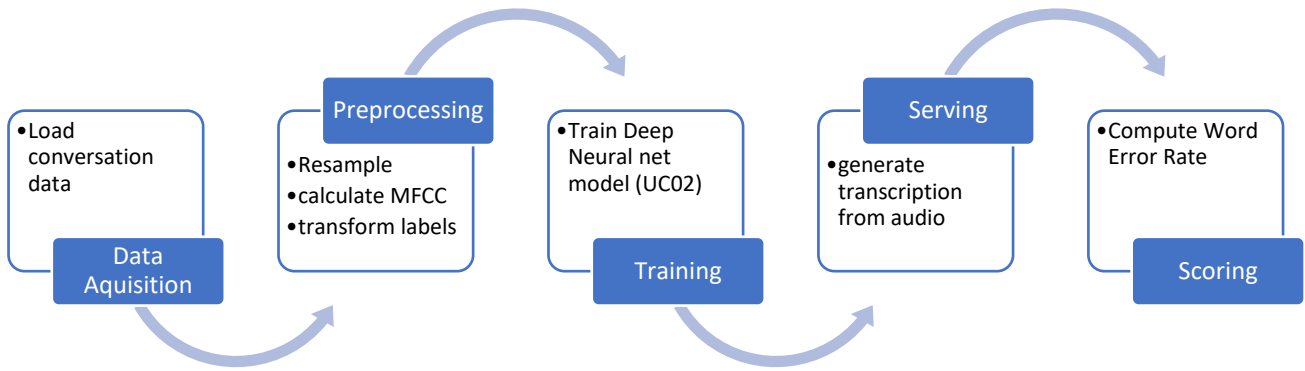 •Load
conversation
data
Data
Aquisition
Preprocessing
•Resample
•calculate MFCC
•transform labels
•Train Deep
Neural net
model (UC02)
Training
Serving
•generate
transcription
from audio
•Compute Word
Error Rate
Scoring